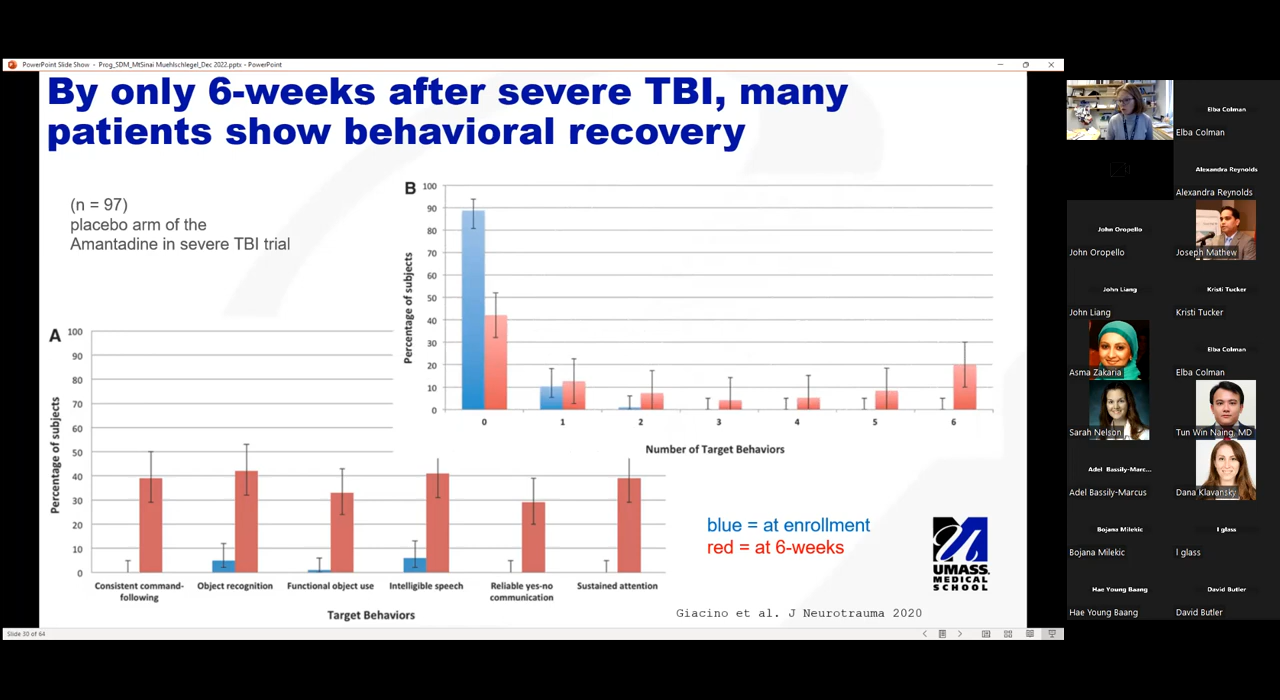 PowerPoint Slide Show - Prog_SDM_MtSinai Muehlschlegel_Dec 2022.pptx - PowerPoint
By only 6-weeks after severe TBI, many
patients show behavioral recovery
(n = 97)
placebo arm of the
Amantadine in severe TBI trial
B
Percentage of subjects
100
90
80
70
60
50
40
30
20
10
0
0 1 2 3 4 5 6
Number of Target Behaviors
A
Percentage of subjects
100
90
80
70
60
50
40
30
20
10
0
Consistent command-
following
Object recognition
Functional object use
Intelligible speech
Reliable yes-no
communication
Sustained attention
Target Behaviors
blue = at enrollment
red = at 6-weeks
UMASS
MEDICAL
SCHOOL
Giacino et al. J Neurotrauma 2020
Slide 30 of 64
Elba Colman
Elba Colman
Alexandra Reynolds
Alexandra Reynolds
John Oropello
John Oropello
Joseph Mathew
John Liang
John Liang
Kristi Tucker
Kristi Tucker
Asma Zakaria
Elba Colman
Elba Colman
Sarah Nelson
Tun Win Naing, MD
Adel Bassily-Marc...
Adel Bassily-Marcus
Dana Klavansky
Bojana Milekic
Bojana Milekic
l glass
l glass
Hae Young Baang
Hae Young Baang
David Butler
David Butler